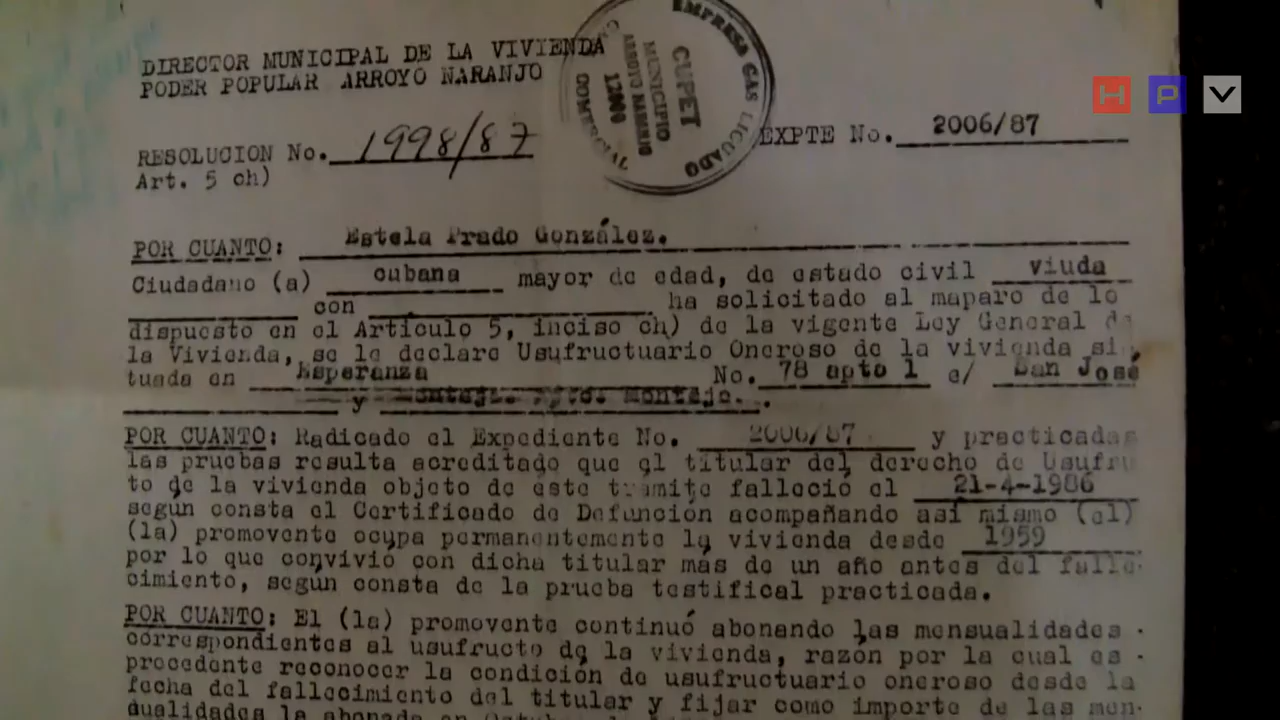 DIRECTOR MUNICIPAL DE LA VIVIENDA
PODER POPULAR ARROYO NARANJO
EMPRESA GAS LICUADO
CUPET
MUNICIPIO
ARROYO NARANJO
12000
COMERCIAL
H P V
RESOLUCION No. 1998/87
EXPTE No. 2006/87
Art. 5 ch)
POR CUANTO: Estela Prado González.
Ciudadano (a) cubana mayor de edad, de estado civil viuda
con ha solicitado al maparo de lo
dispuesto en el Artículo 5, inciso ch) de la vigente Ley General de
la Vivienda, se le declare Usufructuario Oneroso de la vivienda si
tuada en Esperanza No. 78 apto 1 e/ San José
y Montejo.
POR CUANTO: Radicado el Expediente No. 2006/87 y practicadas
las pruebas resulta acreditado que el titular del derecho de Usufru
to de la vivienda objeto de este tramite falleció el 21-4-1986
segun consta el Certificado de Defunción acompañando así mismo (el)
(la) promovente ocupa permanentemente la vivienda desde 1959
por lo que convivió con dicha titular más de un año antes del falle-
cimiento, según consta de la prueba testifical practicada.
POR CUANTO: El (la) promovente continuó abonando las mensualidades
correspondientes al usufructo de la vivienda, razón por la cual es
procedente reconocer la condición de usufructuario oneroso desde la
fecha del fallecimiento del titular y fijar como importe de las men-
dualidades la abonada en